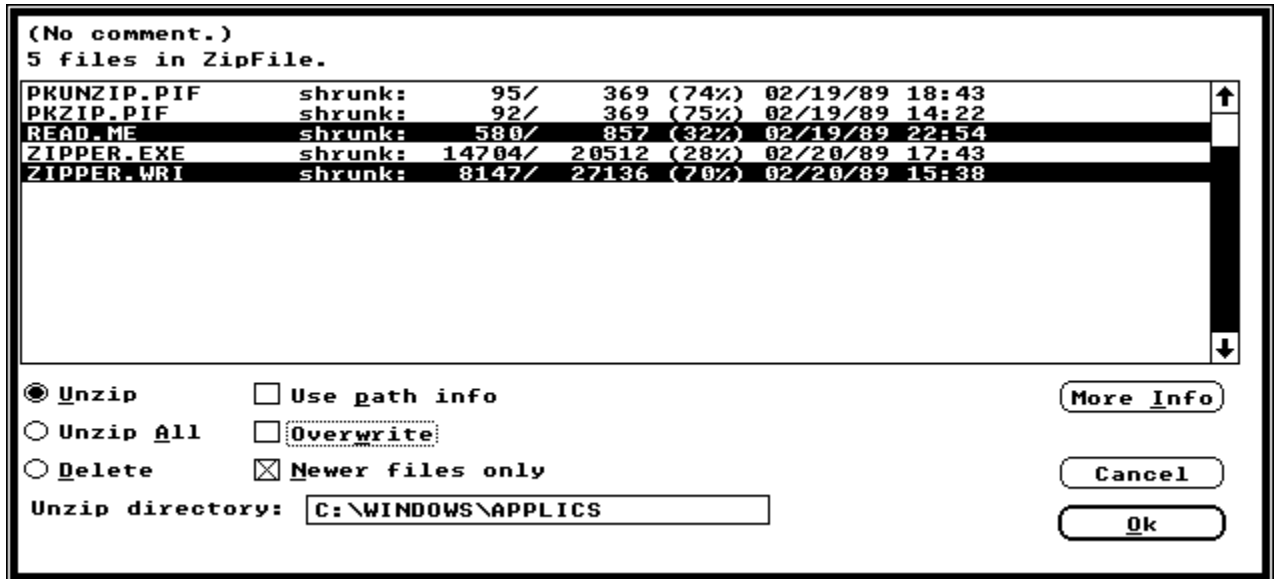 (No comment.)
5 files in ZipFile.
PKUNZIP.PIF shrunk: 95/ 369 (74%) 02/19/89 18:43
PKZIP.PIF shrunk: 92/ 369 (75%) 02/19/89 14:22
READ.ME shrunk: 580/ 857 (32%) 02/19/89 22:54
ZIPPER.EXE shrunk: 14704/ 20512 (28%) 02/20/89 17:43
ZIPPER.WRI shrunk: 8147/ 27136 (70%) 02/20/89 15:38
Unzip Use path info More Info
Unzip All Overwrite
Delete Newer files only Cancel
Unzip directory: C:\WINDOWS\APPLICS Ok